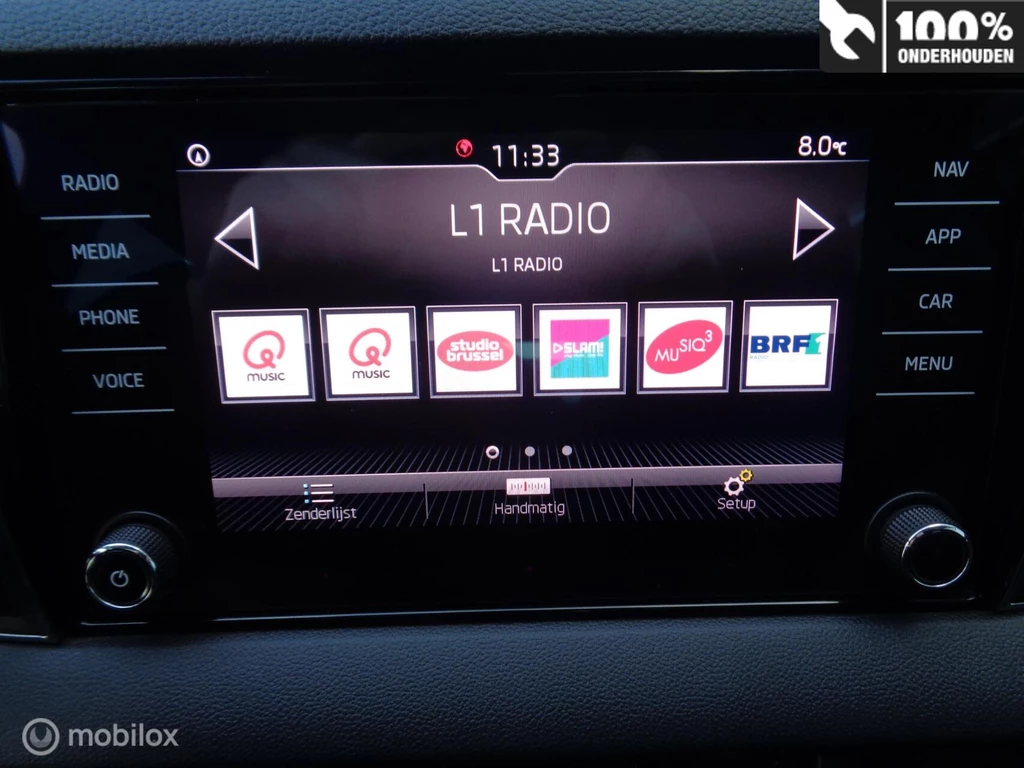 100%
ONDERHOUDEN
11:33
8.0°C
RADIO
MEDIA
PHONE
VOICE
NAV
APP
CAR
MENU
L1 RADIO
L1 RADIO
Q
MUSIC
Q
MUSIC
studio
brussel
SLAM!
MUSIQ3
BRF1
RADIO
Zenderlijst
Handmatig
Setup
mobilox